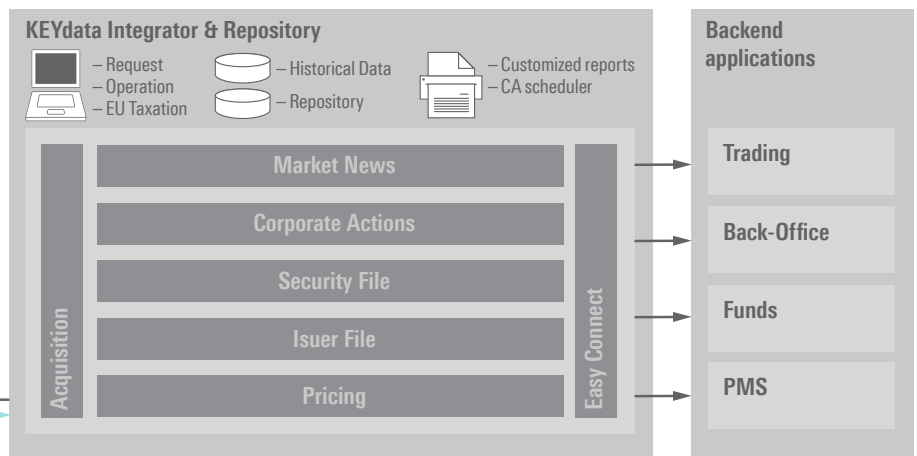 KEYdata Integrator & Repository
– Request
– Operation
– EU Taxation
– Historical Data
– Repository
– Customized reports
– CA scheduler
Acquisition
Market News
Corporate Actions
Security File
Isuer File
Pricing
Easy Connect
Backend
applications
Trading
Back-Office
Funds
PMS